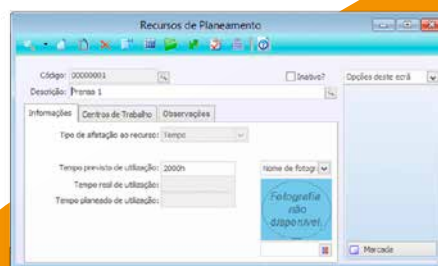 Recursos de Planeamento
Código: 00000001
Inativo?
Opções deste ecrã
Descrição: Prensa 1
Informações Centros de Trabalho Observações
Tipo de afetação ao recurso: Tempo
Tempo previsto de utilização: 2000h
Nome de fotogr
Tempo real de utilização:
Tempo planeado de utilização:
Fotografia
não
disponível.
Marcada